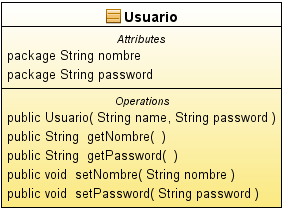 Usuario
Attributes
package String nombre
package String password
Operations
public Usuario( String name, String password )
public String getNombre( )
public String getPassword( )
public void setNombre( String nombre )
public void setPassword( String password )